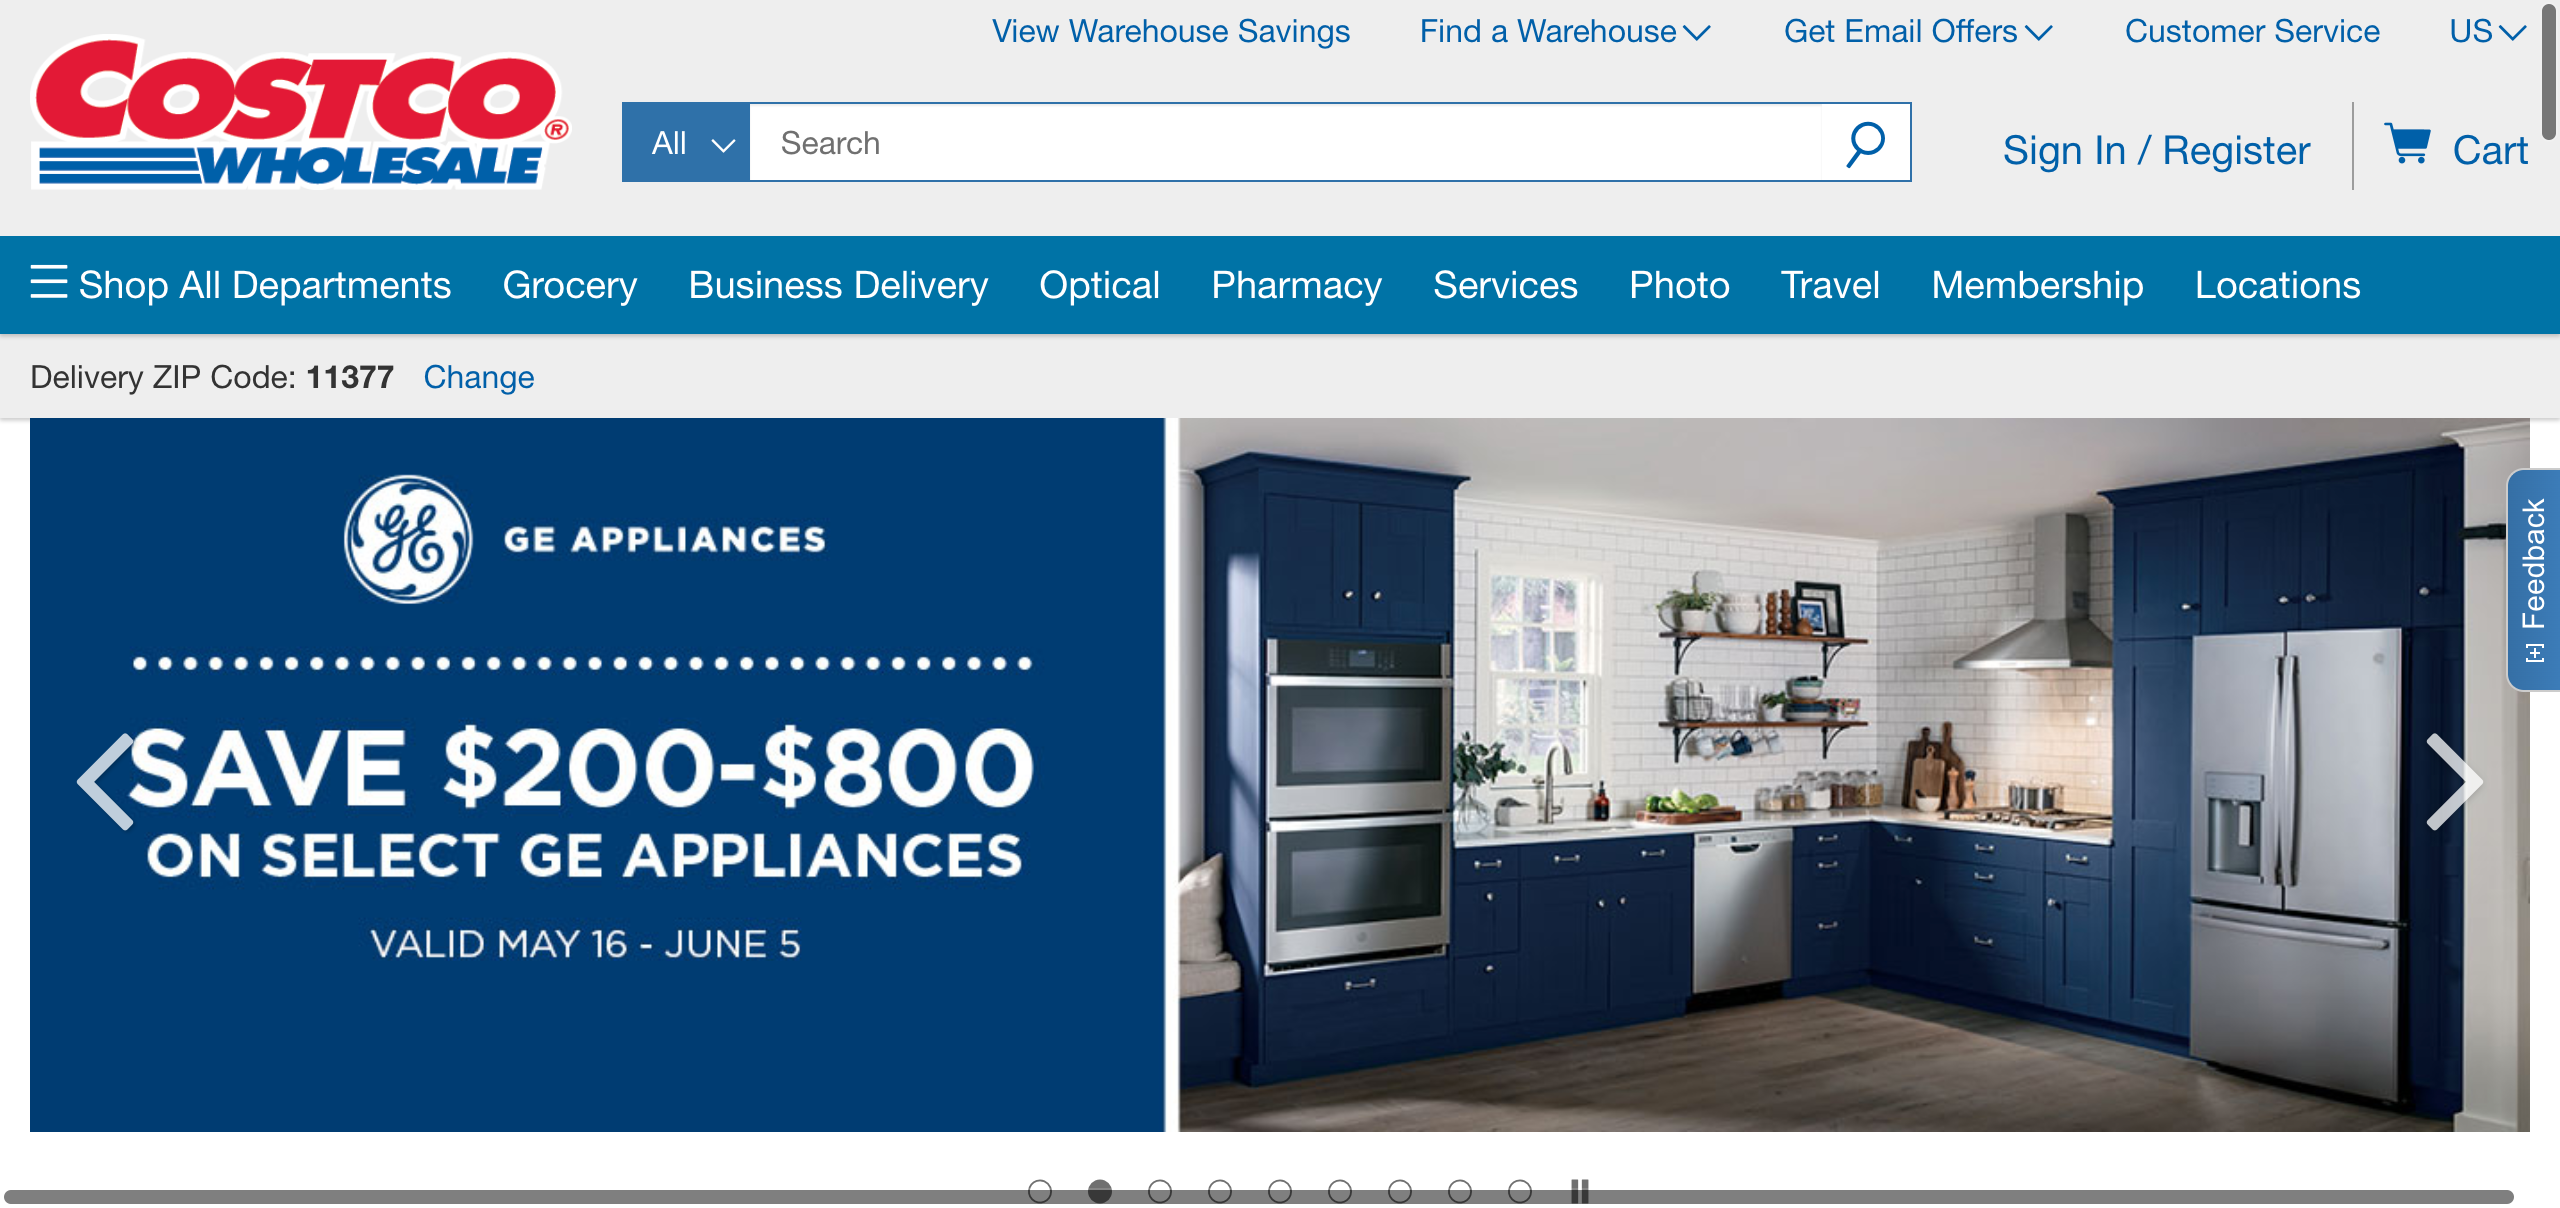 View Warehouse Savings Find a Warehouse Get Email Offers Customer Service US
COSTCO®
WHOLESALE
All Search
Sign In / Register Cart
Shop All Departments Grocery Business Delivery Optical Pharmacy Services Photo Travel Membership Locations
Delivery ZIP Code: 11377 Change
GE GE APPLIANCES
SAVE $200-$800
ON SELECT GE APPLIANCES
VALID MAY 16 - JUNE 5
[+] Feedback